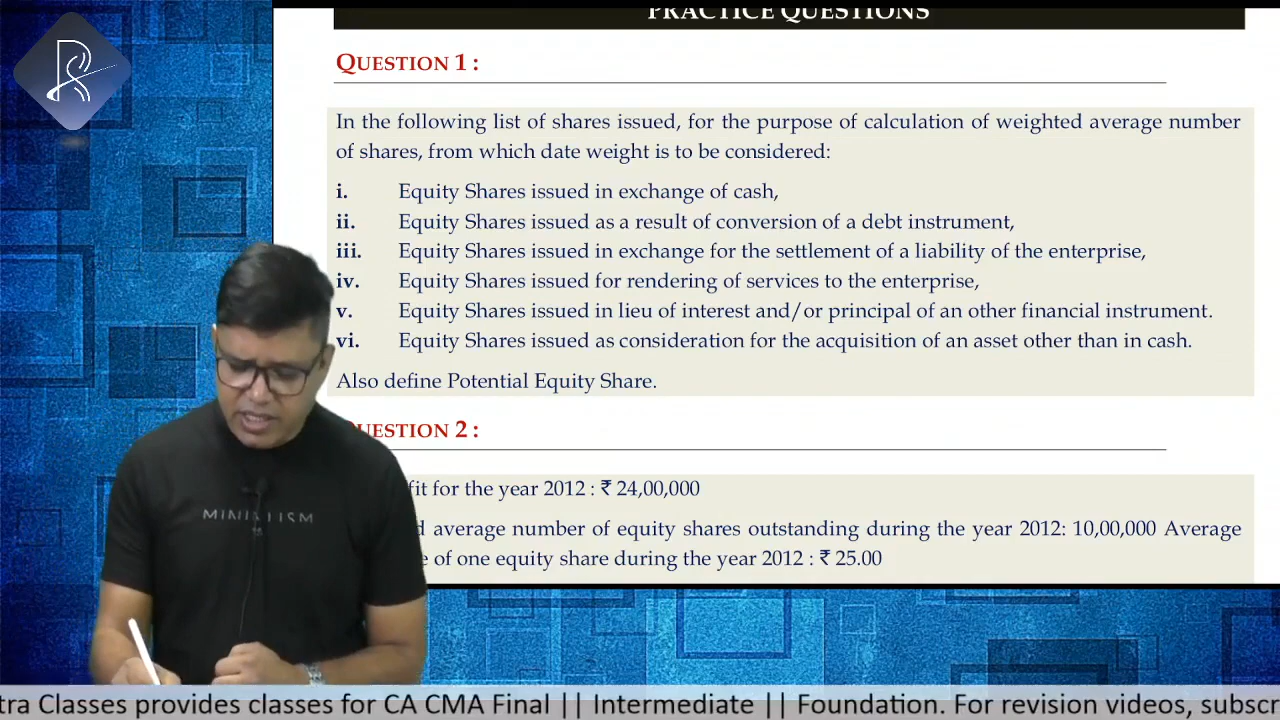 PRACTICE QUESTIONS
QUESTION 1 :
In the following list of shares issued, for the purpose of calculation of weighted average number
of shares, from which date weight is to be considered:
i. Equity Shares issued in exchange of cash,
ii. Equity Shares issued as a result of conversion of a debt instrument,
iii. Equity Shares issued in exchange for the settlement of a liability of the enterprise,
iv. Equity Shares issued for rendering of services to the enterprise,
v. Equity Shares issued in lieu of interest and/or principal of an other financial instrument.
vi. Equity Shares issued as consideration for the acquisition of an asset other than in cash.
Also define Potential Equity Share.
UESTION 2 :
fit for the year 2012 : ₹ 24,00,000
d average number of equity shares outstanding during the year 2012: 10,00,000 Average
e of one equity share during the year 2012 : ₹ 25.00
tra Classes provides classes for CA CMA Final || Intermediate || Foundation. For revision videos, subscr